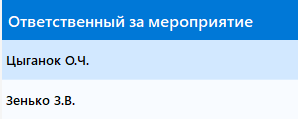 Ответственный за мероприятие
Цыганок О.Ч.
Зенько З.В.